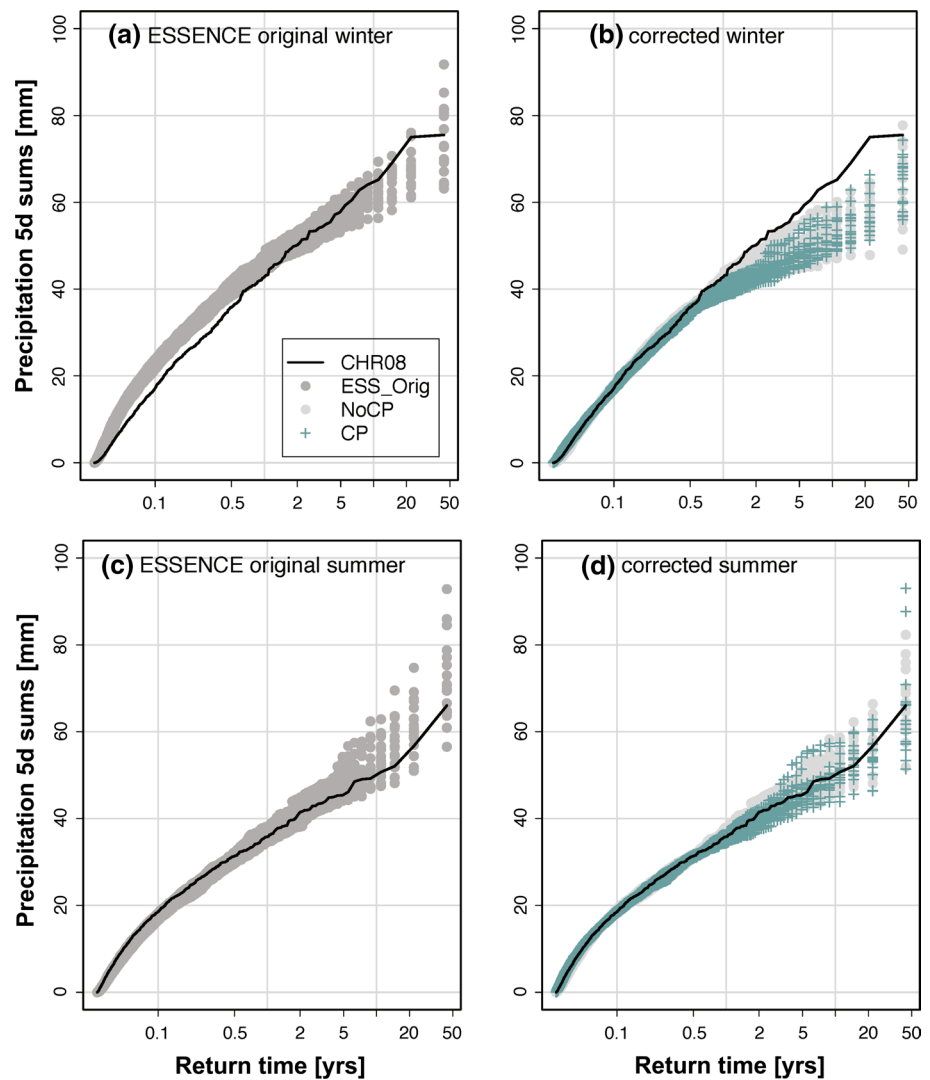 (a) ESSENCE original winter
(b) corrected winter
Precipitation 5d sums [mm]
100
80
60
40
20
0
CHR08
ESS_Orig
NoCP
CP
0.1 0.5 2 5 20 50
100
80
60
40
20
0
0.1 0.5 2 5 20 50
(c) ESSENCE original summer
(d) corrected summer
Precipitation 5d sums [mm]
100
80
60
40
20
0
0.1 0.5 2 5 20 50
Return time [yrs]
100
80
60
40
20
0
0.1 0.5 2 5 20 50
Return time [yrs]